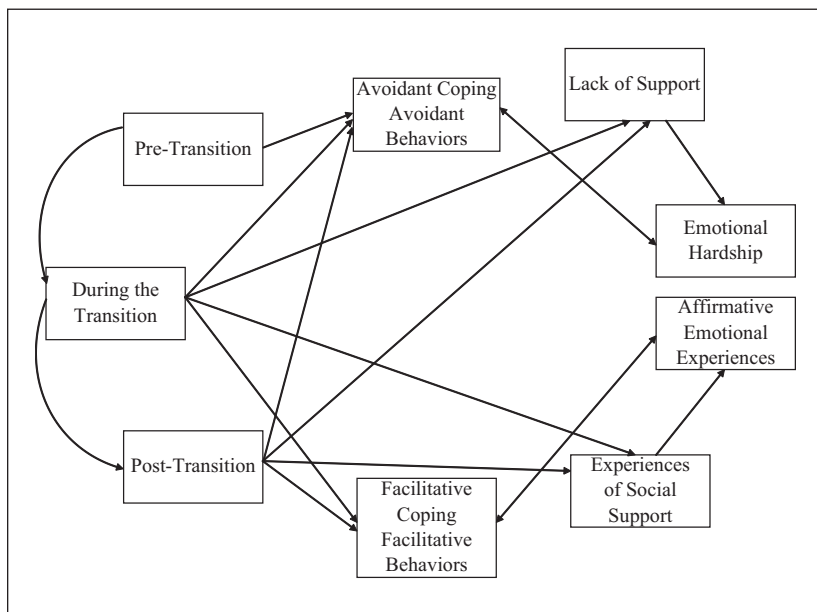 Avoidant Coping
Avoidant
Behaviors
Lack of Support
Pre-Transition
Emotional
Hardship
During the
Transition
Affirmative
Emotional
Experiences
Post-Transition
Facilitative
Coping
Facilitative
Behaviors
Experiences
of Social
Support